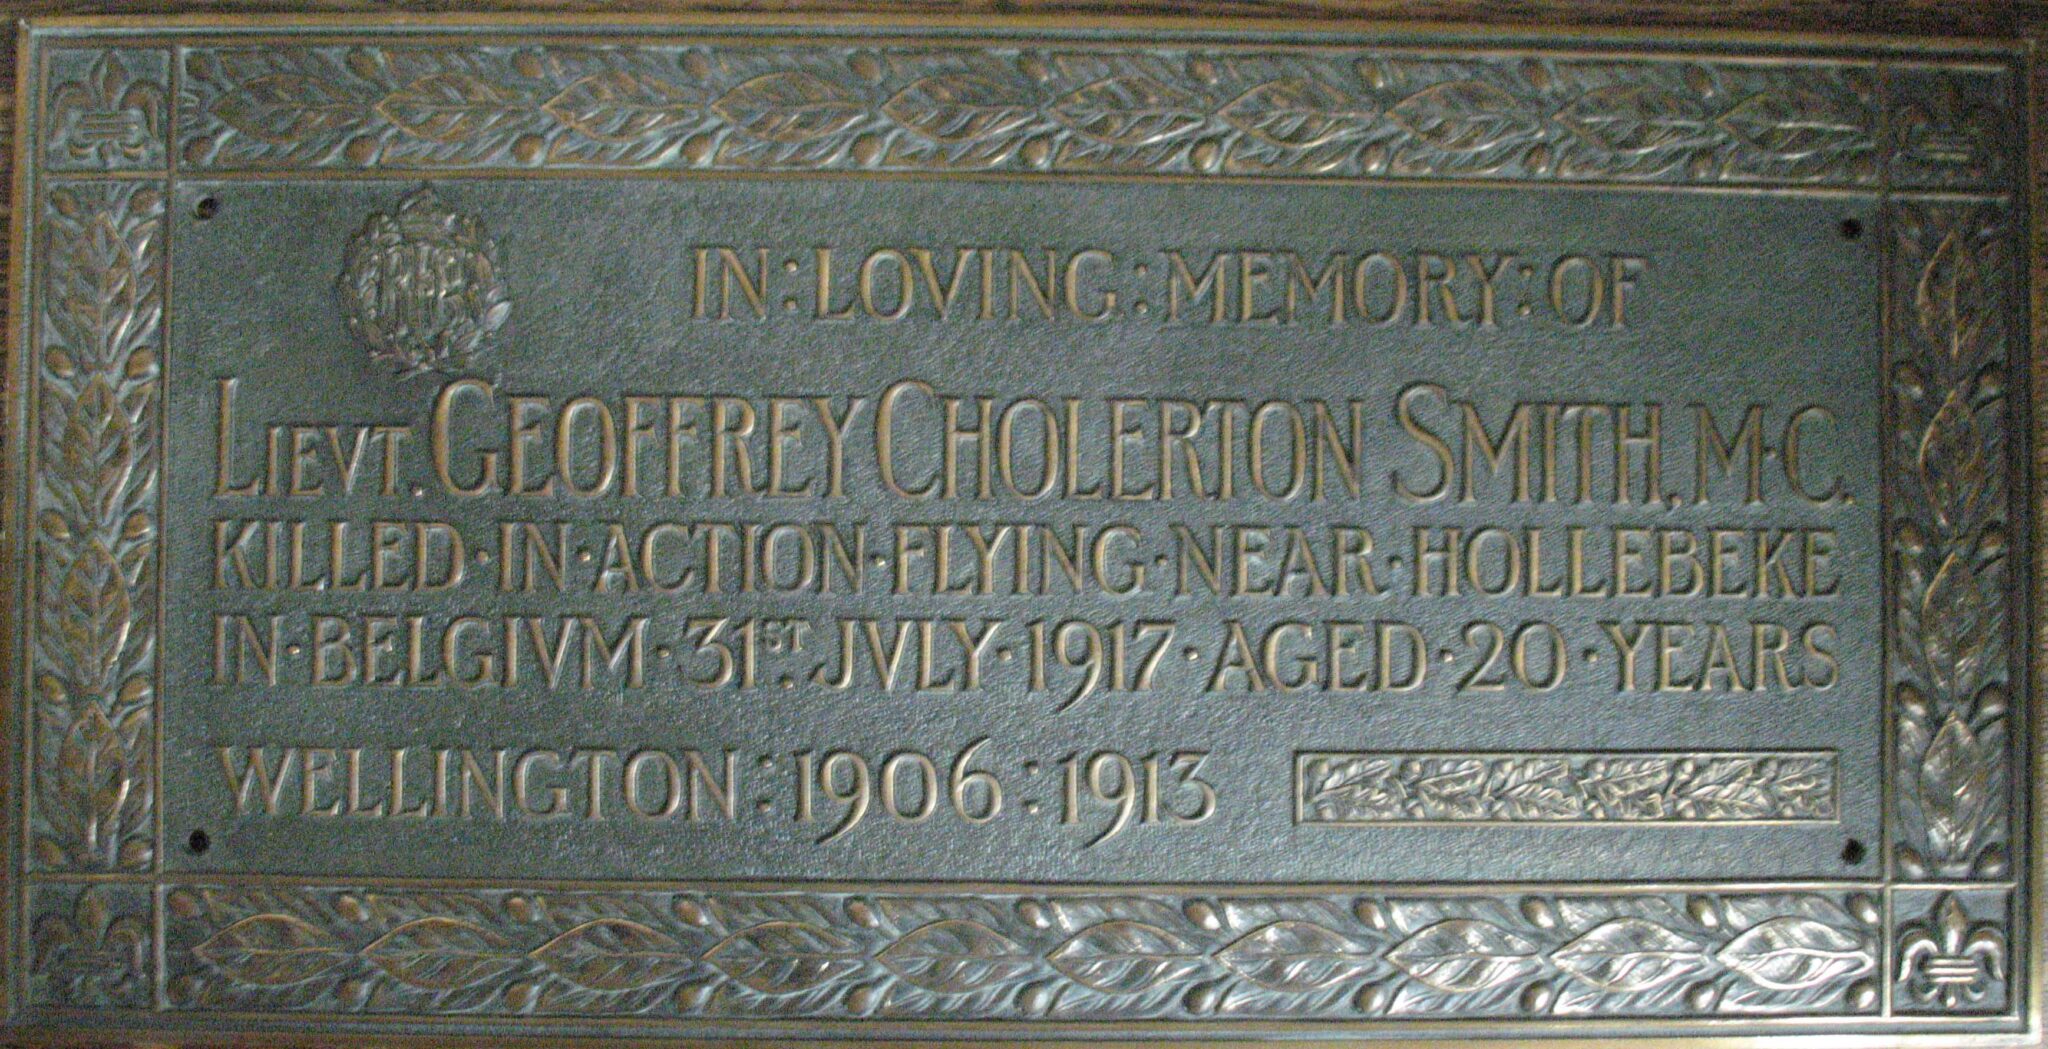 IN : LOVING : MEMORY : OF
LIEVT. GEOFFREY CHOLERTON SMITH, M·C.
KILLED · IN · ACTION · FLYING · NEAR · HOLLEBEKE
IN · BELGIVM · 31ST. JVLY · 1917 · AGED · 20 · YEARS
WELLINGTON : 1906 : 1913